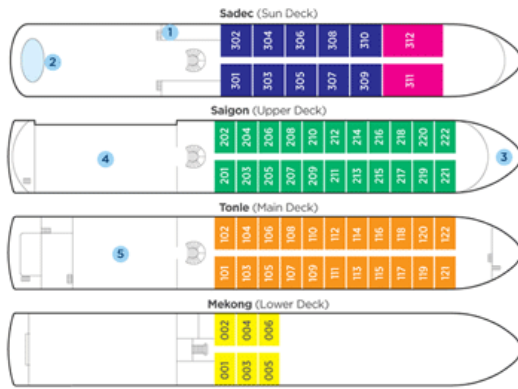 Sadec (Sun Deck)
1
302 304 306 308 310 312
2
301 303 305 307 309 311
Saigon (Upper Deck)
202 204 206 208 210 212 214 216 218 220 222
4
3
201 203 205 207 209 211 213 215 217 219 221
Tonle (Main Deck)
102 104 106 108 110 112 114 116 118 120 122
5
101 103 105 107 109 111 113 115 117 119 121
Mekong (Lower Deck)
002 004 006
001 003 005